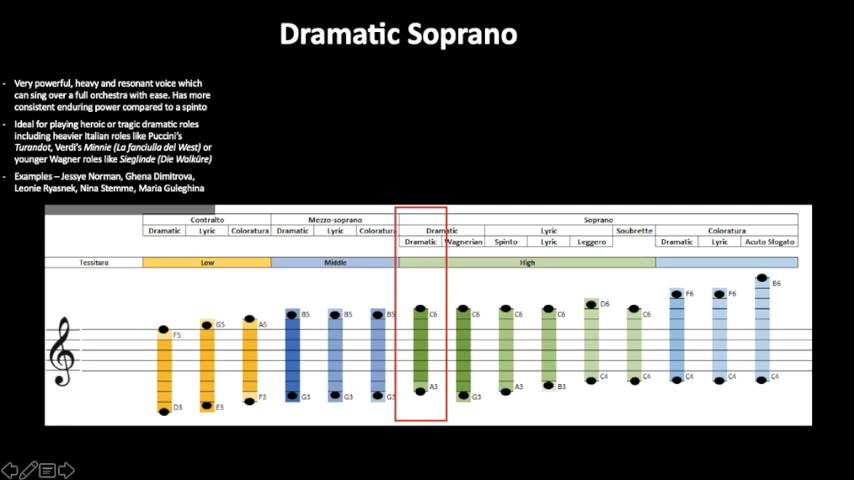 Dramatic Soprano
- Very powerful, heavy and resonant voice which
can sing over a full orchestra with ease. Has more
consistent enduring power compared to a spinto
- Ideal for playing heroic or tragic dramatic roles
including heavier Italian roles like Puccini's
Turandot, Verdi's Minnie (La fanciulla del West) or
younger Wagner roles like Sieglinde (Die Walküre)
- Examples – Jessye Norman, Ghena Dimitrova,
Leonie Rysanek, Nina Stemme, Maria Guleghina
Contralto Mezzo-soprano Soprano
Dramatic Lyric Coloratura Dramatic Lyric Coloratura Dramatic Lyric Soubrette Coloratura
Dramatic Wagnerian Spinto Lyric Leggero Dramatic Lyric Acuto Sfogato
Tessitura Low Middle High
F5 G5 A5 B5 B5 B5 C6 C6 C6 C6 D6 C6 F6 F6 B6
D3 E3 F3 G3 G3 G3 A3 G3 A3 B3 C4 C4 C4 C4 C4